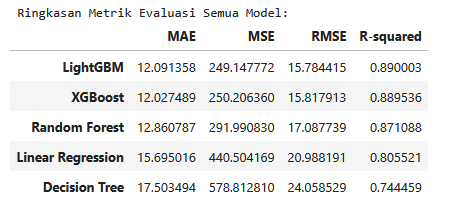 Ringkasan Metrik Evaluasi Semua Model:
MAE MSE RMSE R-squared
LightGBM 12.091358 249.147772 15.784415 0.890003
XGBoost 12.027489 250.206360 15.817913 0.889536
Random Forest 12.860787 291.990830 17.087739 0.871088
Linear Regression 15.695016 440.504169 20.988191 0.805521
Decision Tree 17.503494 578.812810 24.058529 0.744459